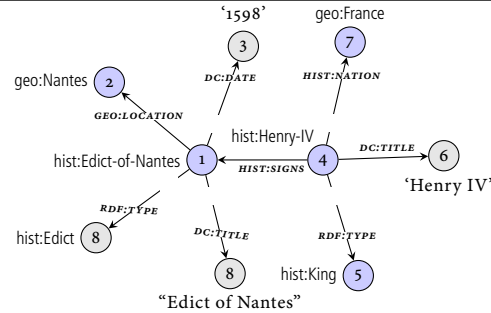 ‘1598’
geo:France
3
7
geo:Nantes
2
DC:DATE
HIST:NATION
GEO:LOCATION
hist:Henry-IV
hist:Edict-of-Nantes
1
HIST:SIGNS
4
DC:TITLE
6
‘Henry IV’
RDF:TYPE
hist:Edict
8
DC:TITLE
8
“Edict of Nantes”
RDF:TYPE
hist:King
5